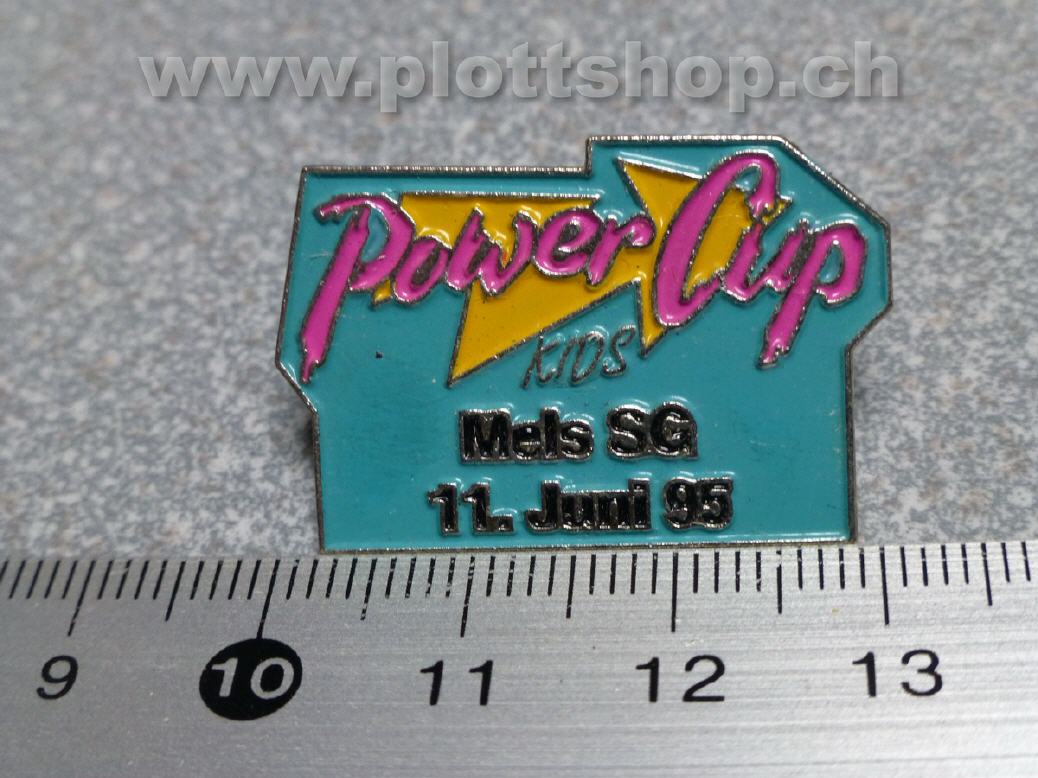 www.plottshop.ch
Power Cup
KIDS
Mels SG
11. Juni 95
9 10 11 12 13